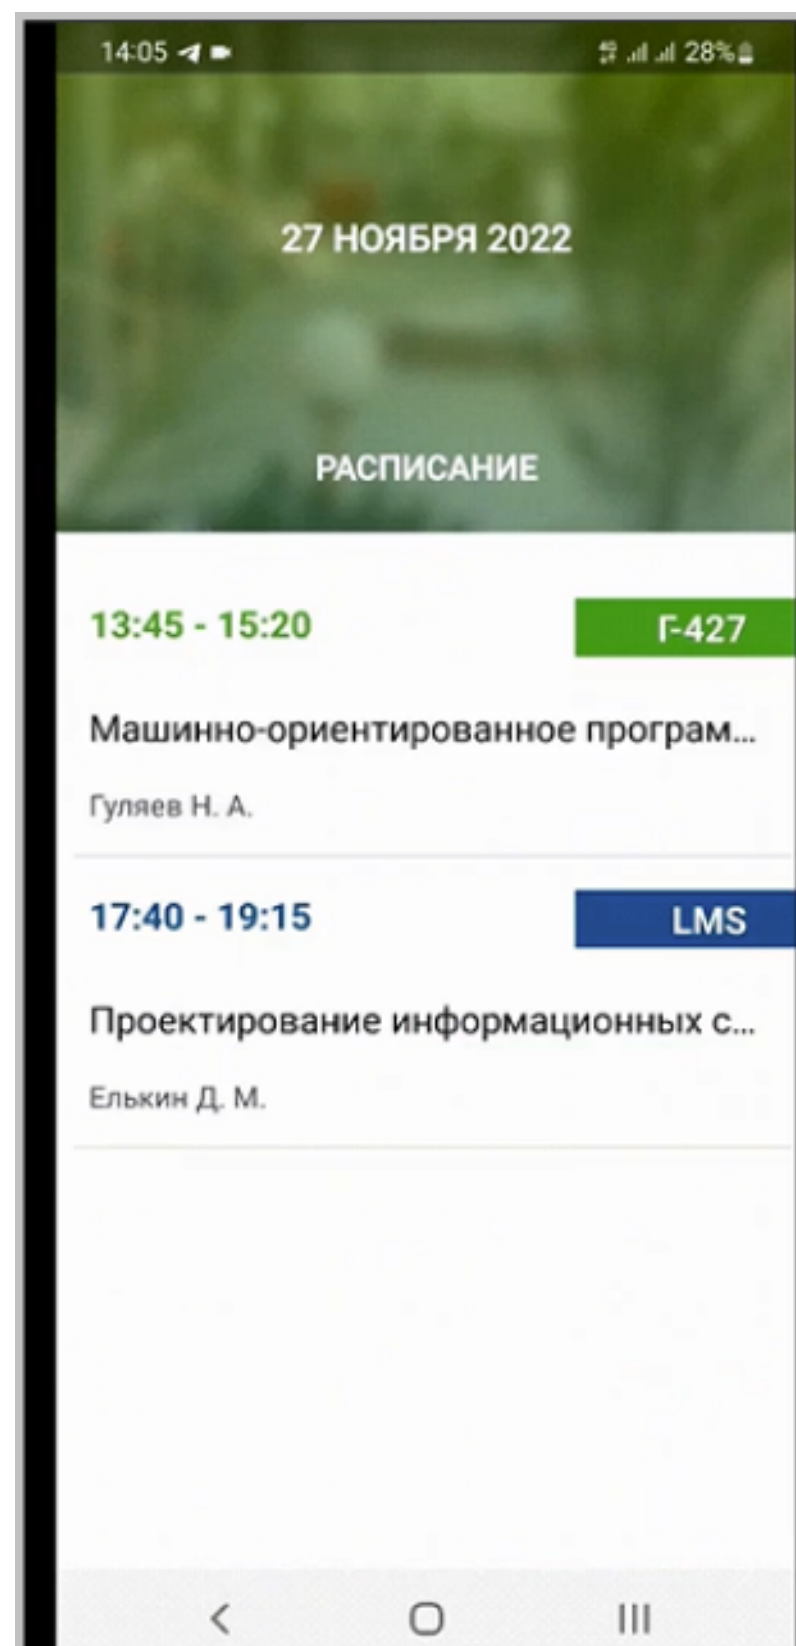 14:05 28%
27 НОЯБРЯ 2022
РАСПИСАНИЕ
13:45 - 15:20 Г-427
Машинно-ориентированное програм...
Гуляев Н. А.
17:40 - 19:15 LMS
Проектирование информационных с...
Елькин Д. М.